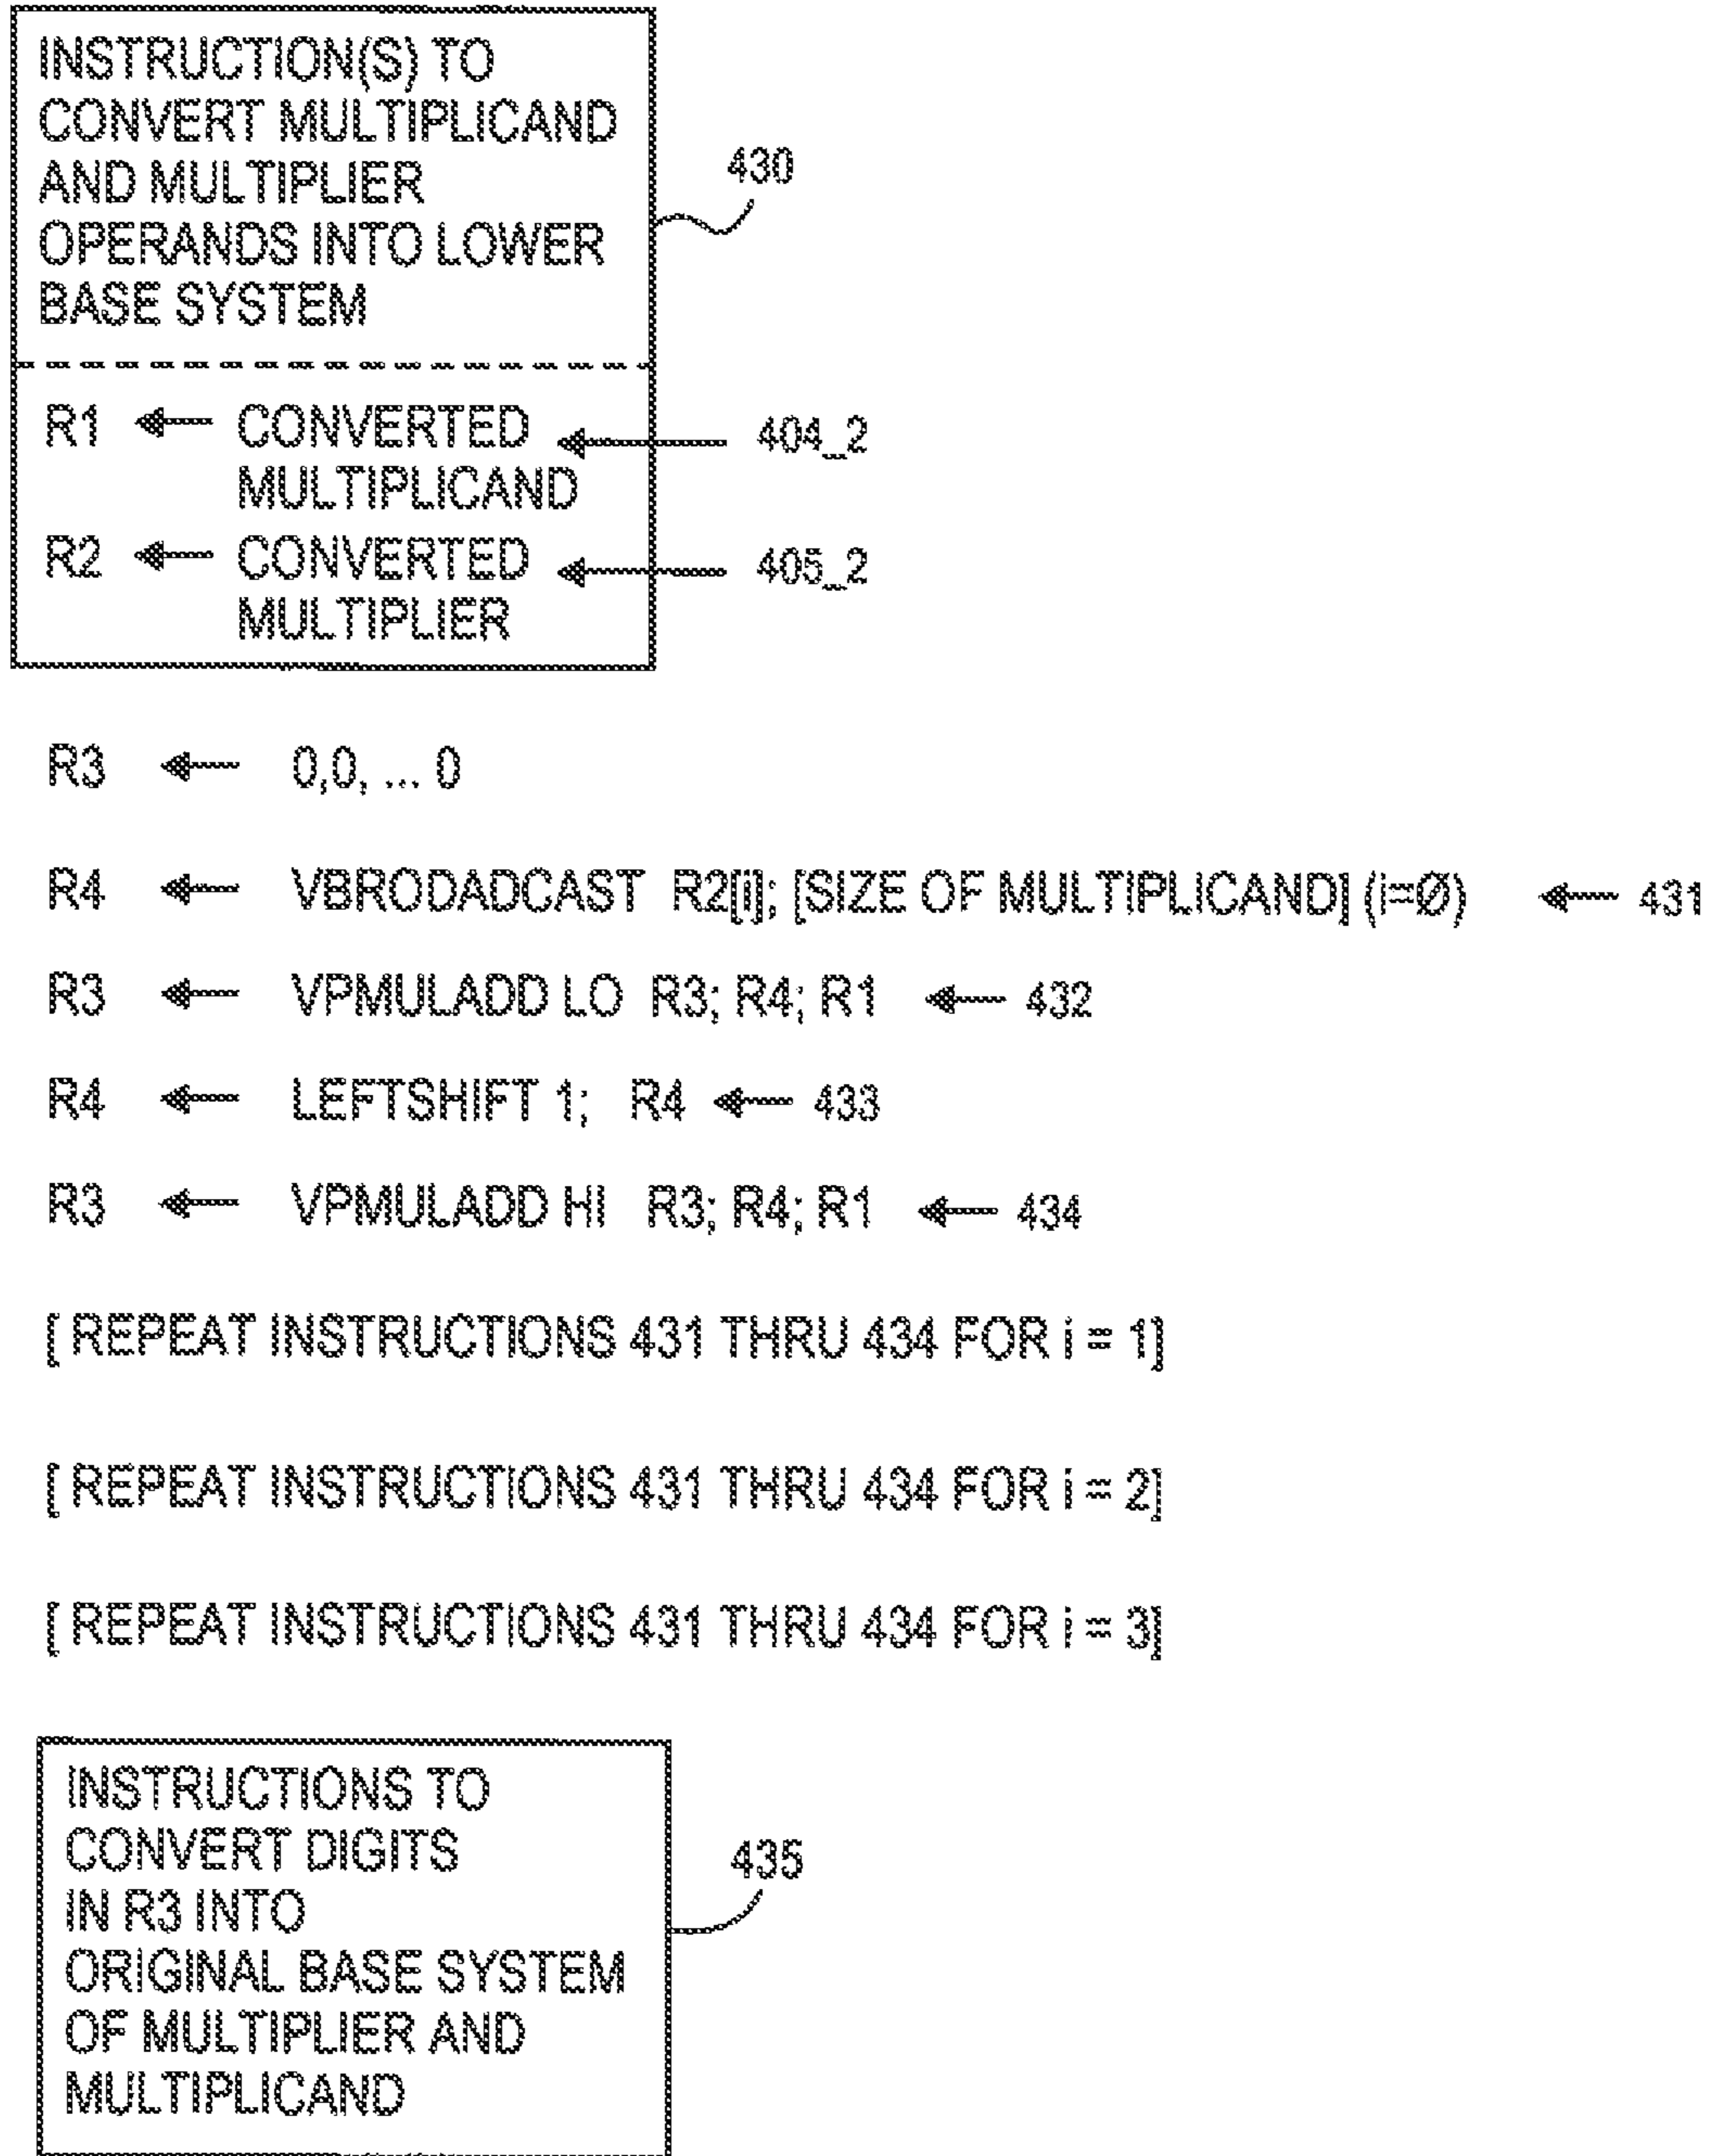 INSTRUCTION(S) TO
CONVERT MULTIPLICAND
AND MULTIPLIER
OPERANDS INTO LOWER
BASE SYSTEM
430
R1 ← CONVERTED ← 404_2
MULTIPLICAND
R2 ← CONVERTED ← 405_2
MULTIPLIER
R3 ← 0,0, ... 0
R4 ← VBRODADCAST R2[i]; [SIZE OF MULTIPLICAND] (i=Ø) ← 431
R3 ← VPMULADD LO R3; R4; R1 ← 432
R4 ← LEFTSHIFT 1; R4 ← 433
R3 ← VPMULADD HI R3; R4; R1 ← 434
[ REPEAT INSTRUCTIONS 431 THRU 434 FOR i = 1]
[ REPEAT INSTRUCTIONS 431 THRU 434 FOR i = 2]
[ REPEAT INSTRUCTIONS 431 THRU 434 FOR i = 3]
INSTRUCTIONS TO
CONVERT DIGITS
IN R3 INTO
ORIGINAL BASE SYSTEM
OF MULTIPLIER AND
MULTIPLICAND
435